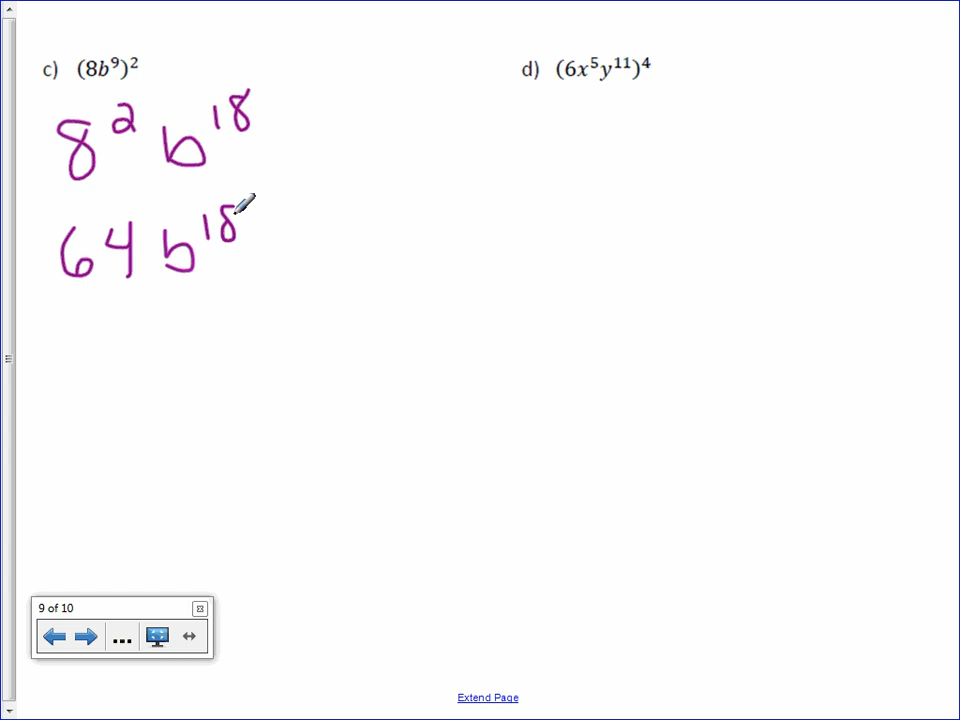 c) (8b⁹)²
8² b¹⁸
64 b¹⁸
d) (6x⁵y¹¹)⁴
9 of 10
...
Extend Page